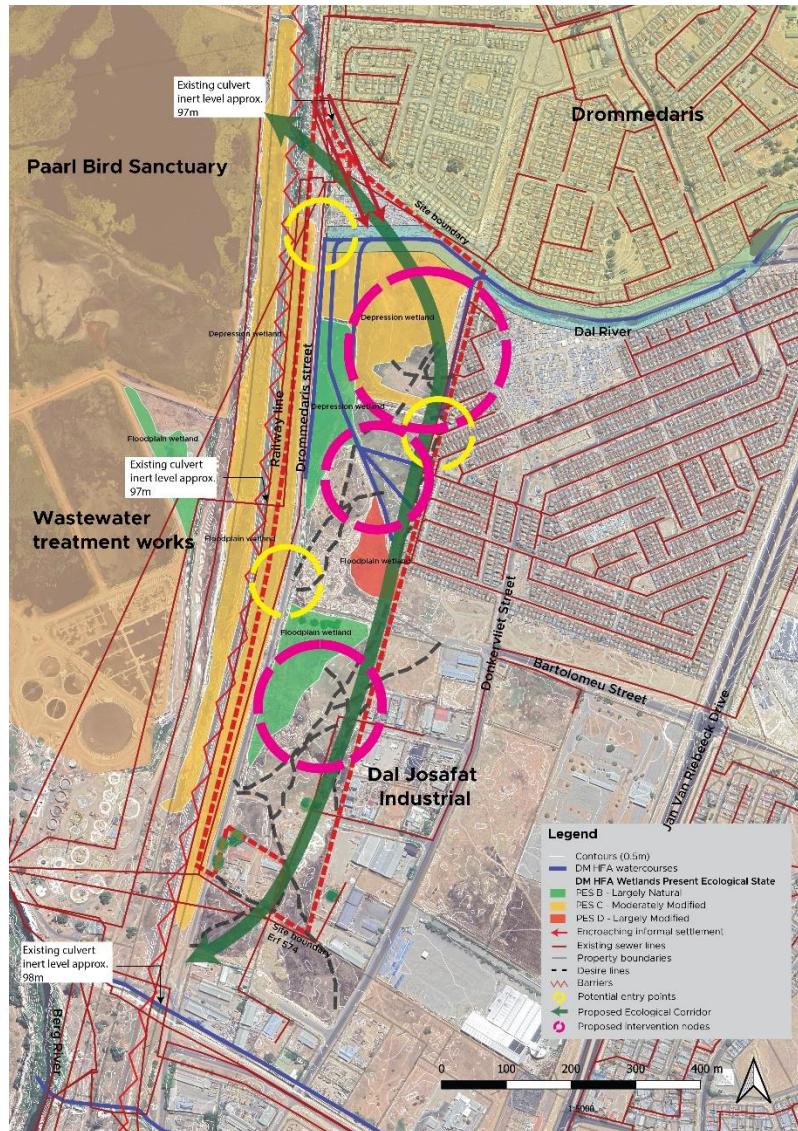 Existing culvert
inert level approx.
97m
Drommedaris
Paarl Bird Sanctuary
Site boundary
Depression wetland
Dal River
Depression wetland
Drommedaris street
Railway line
Depression wetland
Floodplain wetland
Existing culvert
inert level approx.
97m
Wastewater
treatment works
Floodplain wetland
Floodplain wetland
Floodplain wetland
Donkervliet Street
Bartolomeu Street
Jan Van Riebeeck Drive
Dal Josafat
Industrial
Site boundary
Erf 574
Existing culvert
inert level approx.
98m
Berg River
Legend
Contours (0.5m)
DM HFA watercourses
DM HFA Wetlands Present Ecological State
PES B - Largely Natural
PES C - Moderately Modified
PES D - Largely Modified
Encroaching informal settlement
Existing sewer lines
Property boundaries
Desire lines
Barriers
Potential entry points
Proposed Ecological Corridor
Proposed Intervention nodes
0 100 200 300 400 m
1:5000